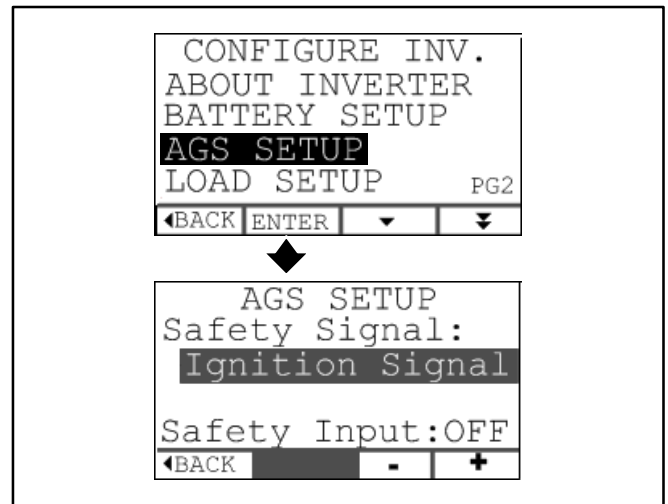 CONFIGURE INV.
ABOUT INVERTER
BATTERY SETUP
AGS SETUP
LOAD SETUP PG2
◀BACK ENTER ▼ ⯯
AGS SETUP
Safety Signal:
Ignition Signal
Safety Input:OFF
◀BACK - +